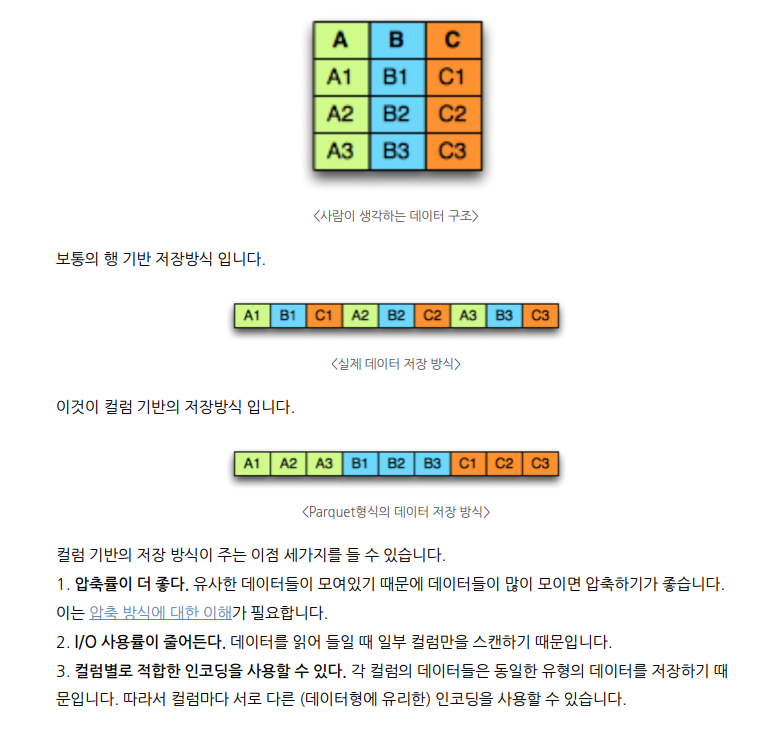 A B C
A1 B1 C1
A2 B2 C2
A3 B3 C3
<사람이 생각하는 데이터 구조>
보통의 행 기반 저장방식 입니다.
A1 B1 C1 A2 B2 C2 A3 B3 C3
<실제 데이터 저장 방식>
이것이 컬럼 기반의 저장방식 입니다.
A1 A2 A3 B1 B2 B3 C1 C2 C3
<Parquet형식의 데이터 저장 방식>
컬럼 기반의 저장 방식이 주는 이점 세가지를 들 수 있습니다.
1. 압축률이 더 좋다. 유사한 데이터들이 모여있기 때문에 데이터들이 많이 모이면 압축하기가 좋습니다.
이는 압축 방식에 대한 이해가 필요합니다.
2. I/O 사용률이 줄어든다. 데이터를 읽어 들일 때 일부 컬럼만을 스캔하기 때문입니다.
3. 컬럼별로 적합한 인코딩을 사용할 수 있다. 각 컬럼의 데이터들은 동일한 유형의 데이터를 저장하기 때
문입니다. 따라서 컬럼마다 서로 다른 (데이터형에 유리한) 인코딩을 사용할 수 있습니다.